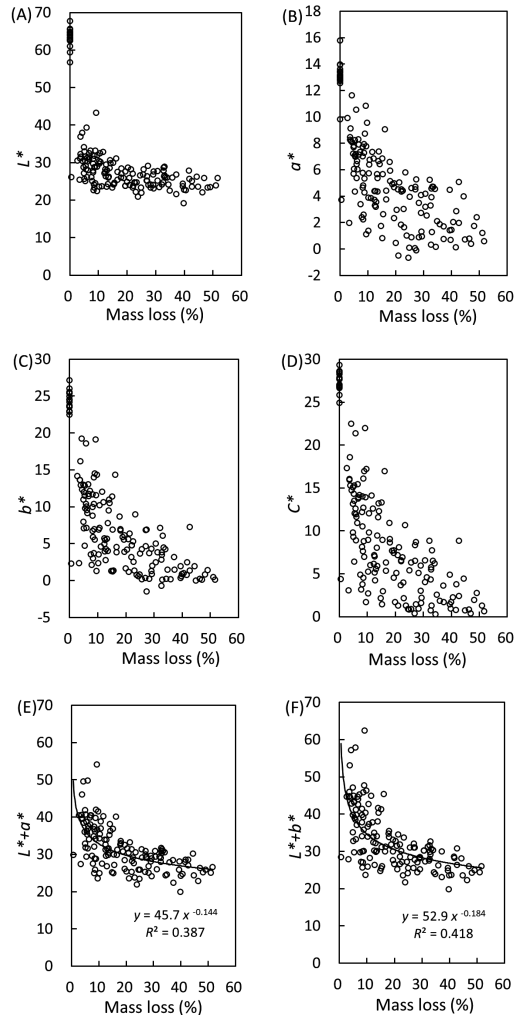 (A)
70
60
50
40
30
20
10
0
L*
0 10 20 30 40 50 60
Mass loss (%)
(B)
18
16
14
12
10
8
6
4
2
0
-2
a*
0 10 20 30 40 50 60
Mass loss (%)
(C)
30
25
20
15
10
5
0
-5
b*
0 10 20 30 40 50 60
Mass loss (%)
(D)
30
25
20
15
10
5
0
C*
0 10 20 30 40 50 60
Mass loss (%)
(E)
70
60
50
40
30
20
10
0
L*+a*
y = 45.7 x -0.144
R² = 0.387
0 10 20 30 40 50 60
Mass loss (%)
(F)
70
60
50
40
30
20
10
0
L*+b*
y = 52.9 x -0.184
R² = 0.418
0 10 20 30 40 50 60
Mass loss (%)